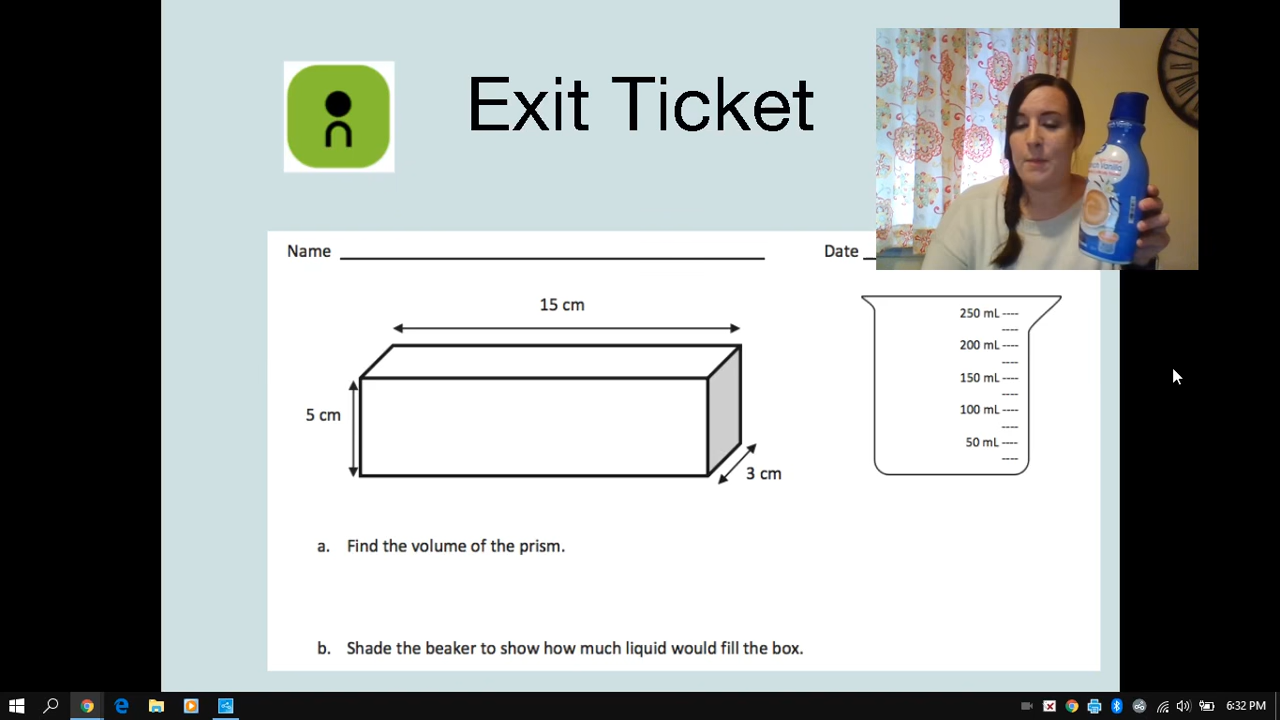 Exit Ticket
Vanilla
Name
Date
15 cm
5 cm
3 cm
250 mL
200 mL
150 mL
100 mL
50 mL
a. Find the volume of the prism.
b. Shade the beaker to show how much liquid would fill the box.
6:32 PM